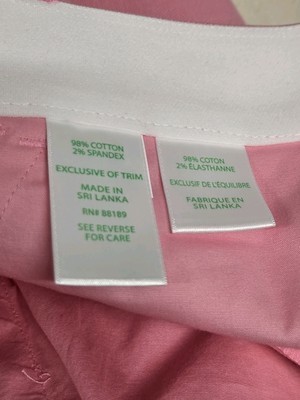 98% COTTON
2% SPANDEX
EXCLUSIVE OF TRIM
MADE IN
SRI LANKA
RN# 88189
SEE REVERSE
FOR CARE
98% COTON
2% ÉLASTHANNE
EXCLUSIF DE L'ÉQUILIBRE
FABRIQUE EN
SRI LANKA